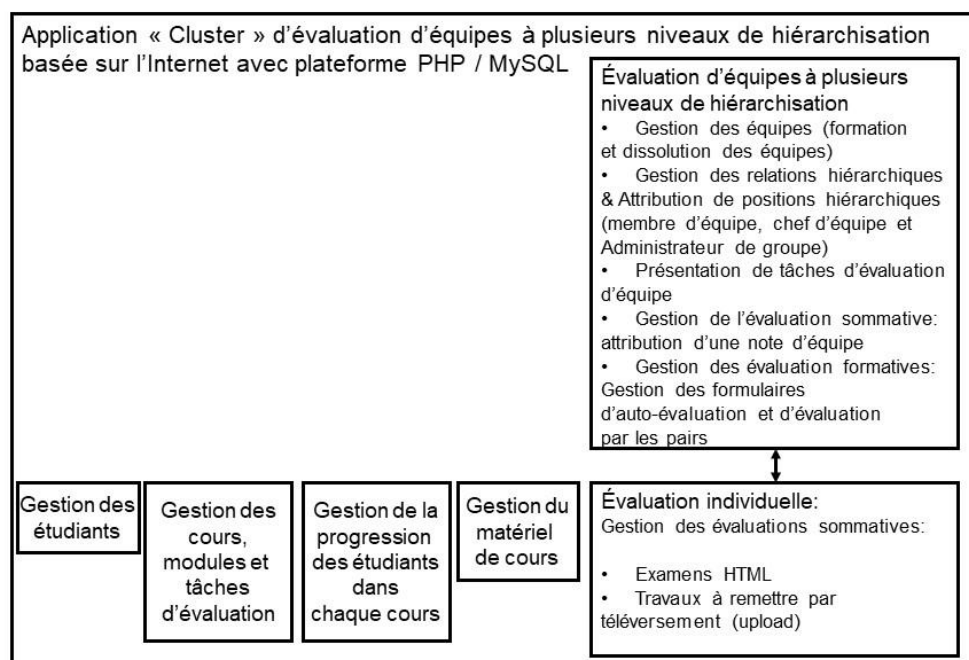 Application « Cluster » d’évaluation d’équipes à plusieurs niveaux de hiérarchisation
basée sur l’Internet avec plateforme PHP / MySQL
Évaluation d’équipes à plusieurs
niveaux de hiérarchisation
• Gestion des équipes (formation
et dissolution des équipes)
• Gestion des relations hiérarchiques
& Attribution de positions hiérarchiques
(membre d’équipe, chef d’équipe et
Administrateur de groupe)
• Présentation de tâches d’évaluation
d’équipe
• Gestion de l’évaluation sommative:
attribution d’une note d’équipe
• Gestion des évaluation formatives:
Gestion des formulaires
d’auto-évaluation et d’évaluation
par les pairs
Gestion des
étudiants
Gestion des
cours,
modules et
tâches
d’évaluation
Gestion de la
progression
des étudiants
dans
chaque cours
Gestion du
matériel
de cours
Évaluation individuelle:
Gestion des évaluations sommatives:
• Examens HTML
• Travaux à remettre par
téléversement (upload)